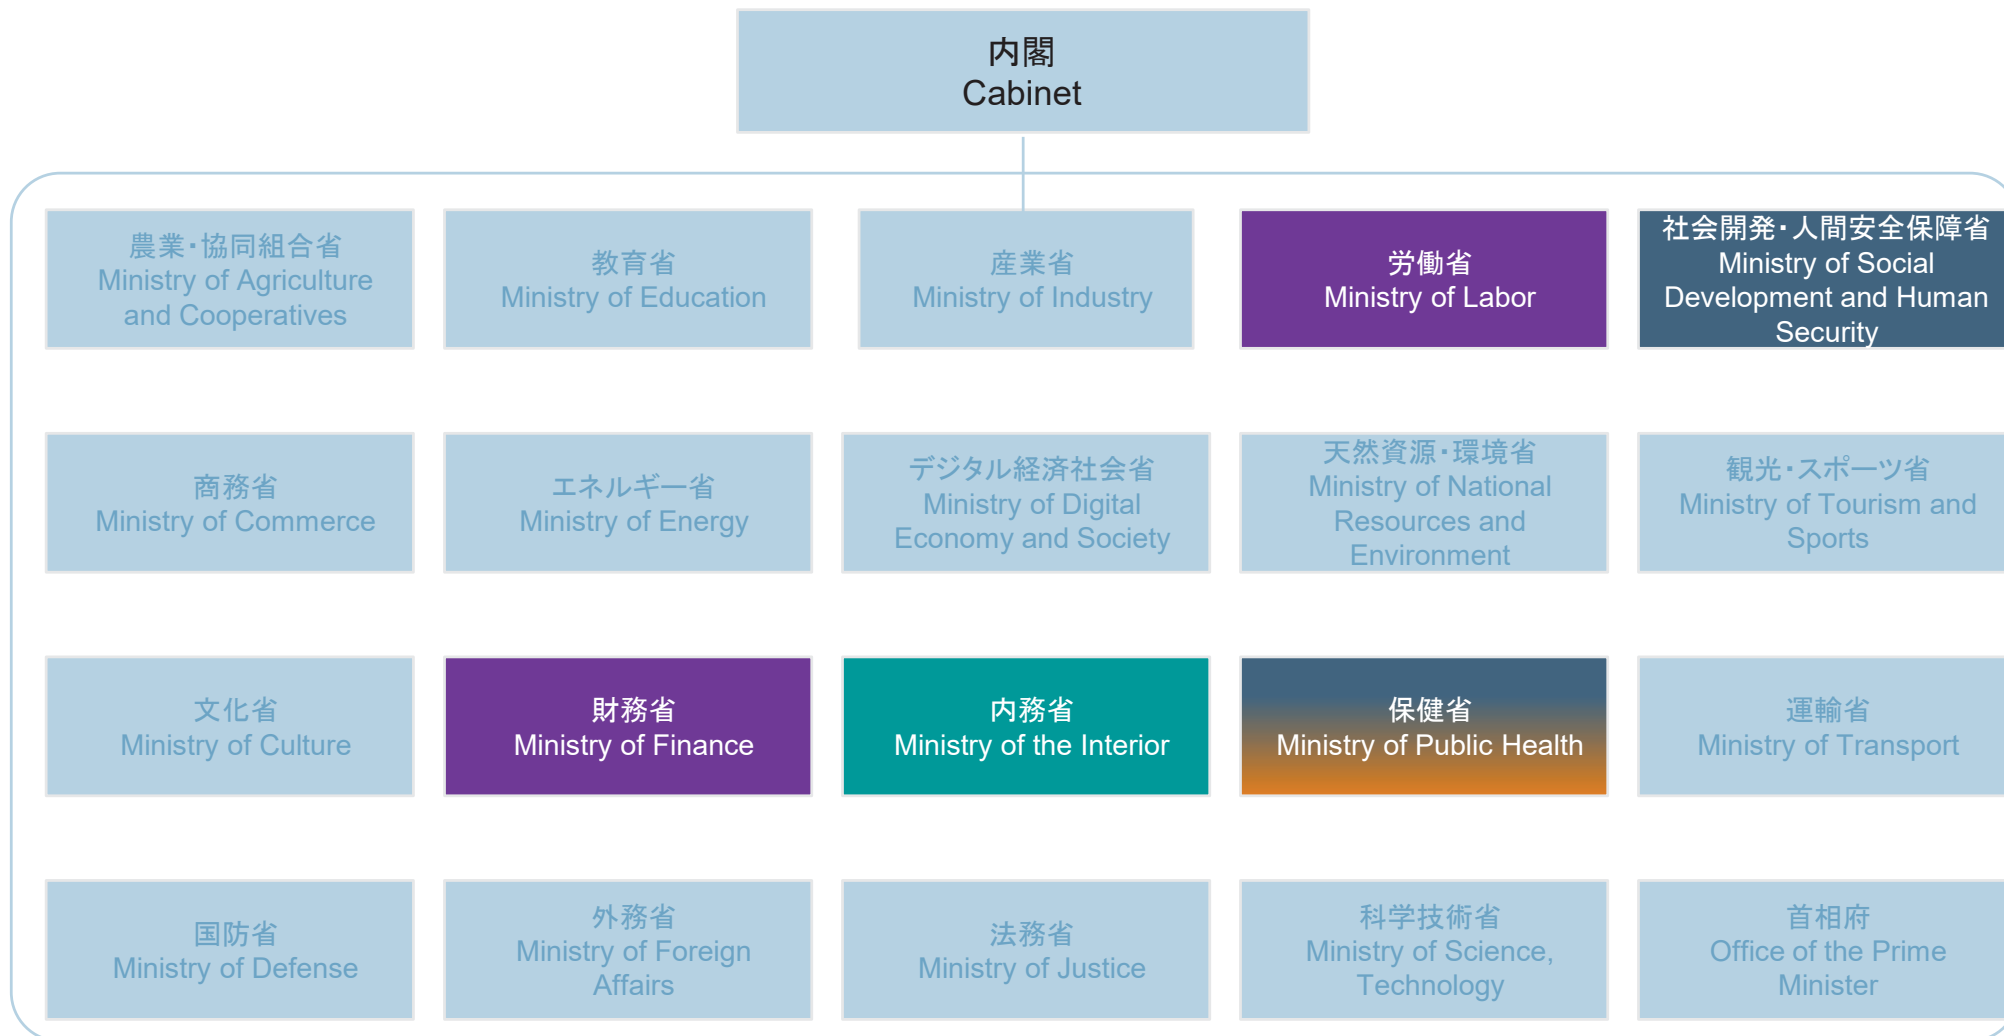 内閣
Cabinet
農業・協同組合省
Ministry of Agriculture
and Cooperatives
教育省
Ministry of Education
産業省
Ministry of Industry
労働省
Ministry of Labor
社会開発・人間安全保障省
Ministry of Social
Development and Human
Security
商務省
Ministry of Commerce
エネルギー省
Ministry of Energy
デジタル経済社会省
Ministry of Digital
Economy and Society
天然資源・環境省
Ministry of National
Resources and
Environment
観光・スポーツ省
Ministry of Tourism and
Sports
文化省
Ministry of Culture
財務省
Ministry of Finance
内務省
Ministry of the Interior
保健省
Ministry of Public Health
運輸省
Ministry of Transport
国防省
Ministry of Defense
外務省
Ministry of Foreign
Affairs
法務省
Ministry of Justice
科学技術省
Ministry of Science,
Technology
首相府
Office of the Prime
Minister